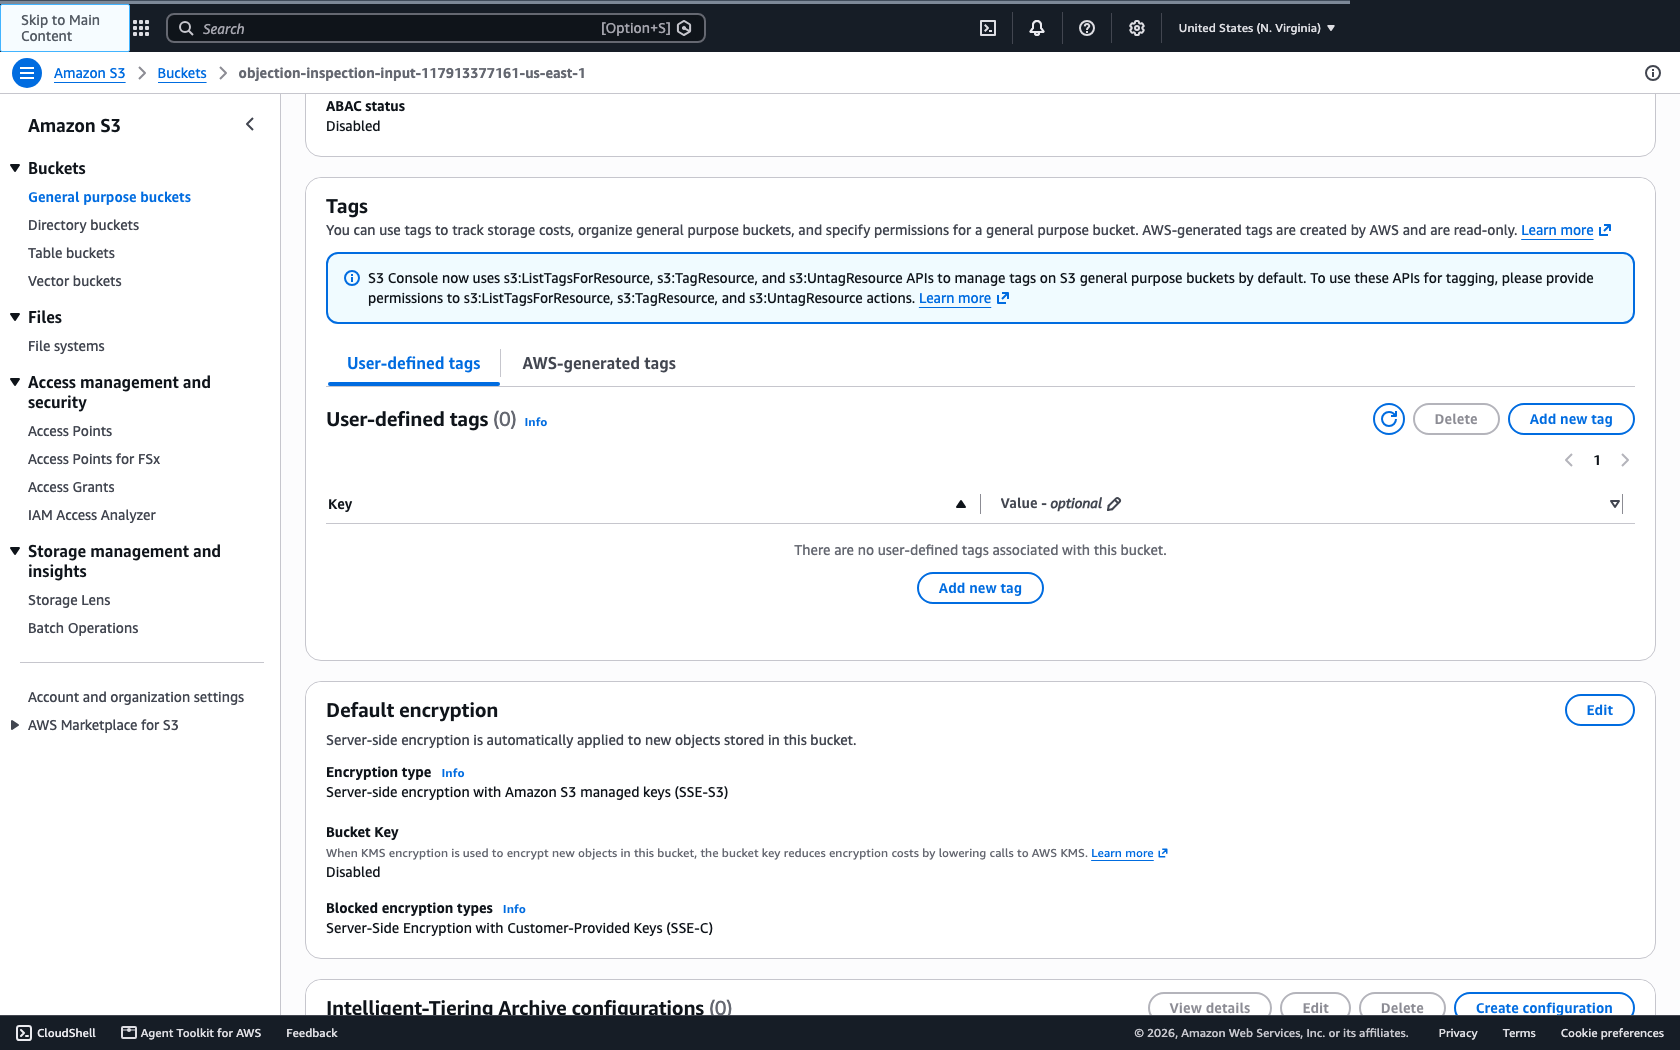 Skip to Main
Content
Search
[Option+S]
United States (N. Virginia)
Amazon S3
Buckets
objection-inspection-input-117913377161-us-east-1
Amazon S3
Buckets
General purpose buckets
Directory buckets
Table buckets
Vector buckets
Files
File systems
Access management and
security
Access Points
Access Points for FSx
Access Grants
IAM Access Analyzer
Storage management and
insights
Storage Lens
Batch Operations
Account and organization settings
AWS Marketplace for S3
ABAC status
Disabled
Tags
You can use tags to track storage costs, organize general purpose buckets, and specify permissions for a general purpose bucket. AWS-generated tags are created by AWS and are read-only. Learn more
S3 Console now uses s3:ListTagsForResource, s3:TagResource, and s3:UntagResource APIs to manage tags on S3 general purpose buckets by default. To use these APIs for tagging, please provide
permissions to s3:ListTagsForResource, s3:TagResource, and s3:UntagResource actions. Learn more
User-defined tags
AWS-generated tags
User-defined tags (0) Info
Delete
Add new tag
1
Key
Value - optional
There are no user-defined tags associated with this bucket.
Add new tag
Default encryption
Edit
Server-side encryption is automatically applied to new objects stored in this bucket.
Encryption type Info
Server-side encryption with Amazon S3 managed keys (SSE-S3)
Bucket Key
When KMS encryption is used to encrypt new objects in this bucket, the bucket key reduces encryption costs by lowering calls to AWS KMS. Learn more
Disabled
Blocked encryption types Info
Server-Side Encryption with Customer-Provided Keys (SSE-C)
Intelligent-Tiering Archive configurations (0)
View details
Edit
Delete
Create configuration
CloudShell
Agent Toolkit for AWS
Feedback
© 2026, Amazon Web Services, Inc. or its affiliates.
Privacy
Terms
Cookie preferences